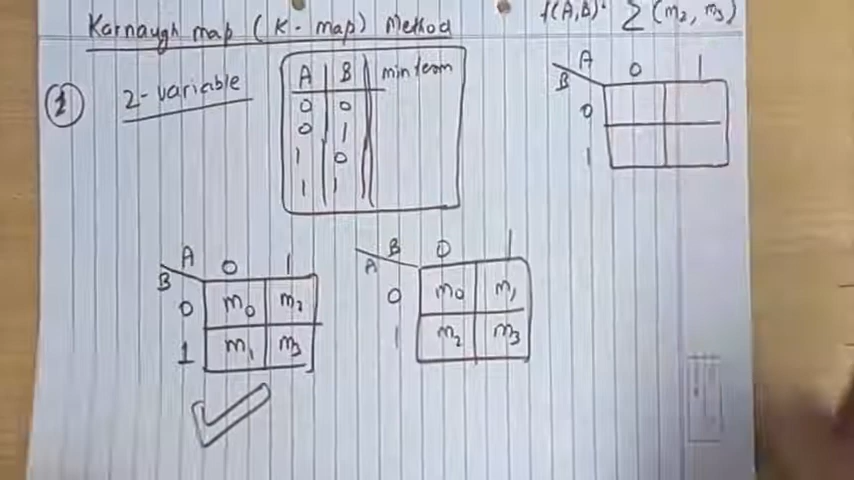 Karnaugh map (K-map) Method
f(A,B): Σ(m2, m3)
1 2-variable
A B minterm
0 0
0 1
1 0
1 1
A 0 1
B
0
1
A 0 1
B
0 m0 m2
1 m1 m3
B 0 1
A
0 m0 m1
1 m2 m3